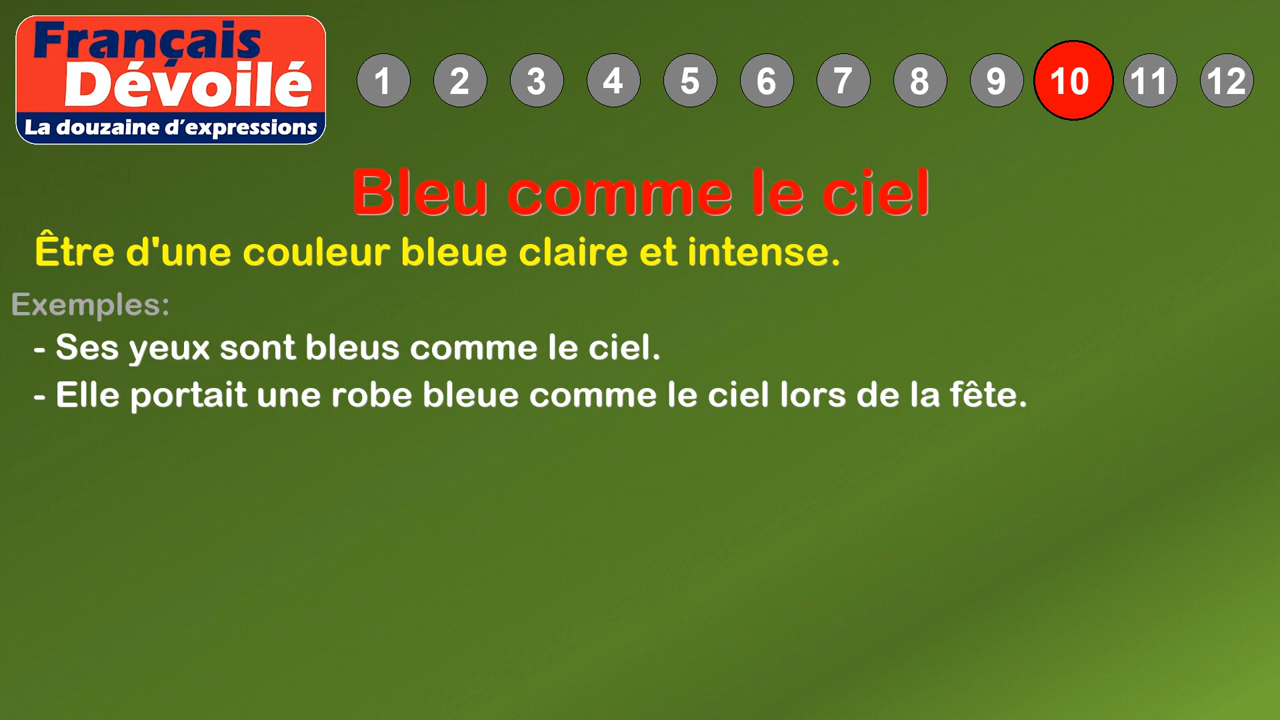 Français
Dévoilé
La douzaine d'expressions
1 2 3 4 5 6 7 8 9 10 11 12
Bleu comme le ciel
Être d'une couleur bleue claire et intense.
Exemples:
- Ses yeux sont bleus comme le ciel.
- Elle portait une robe bleue comme le ciel lors de la fête.